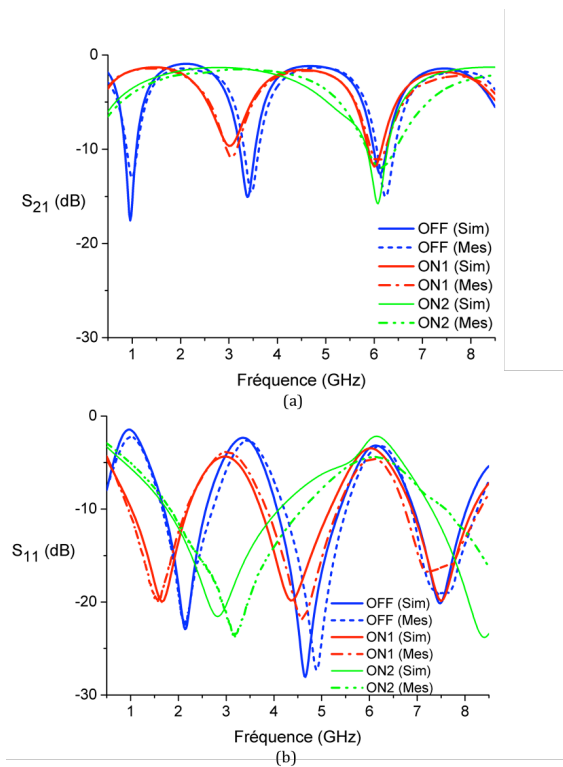 0
-10
S21 (dB)
-20
-30
OFF (Sim)
OFF (Mes)
ON1 (Sim)
ON1 (Mes)
ON2 (Sim)
ON2 (Mes)
1 2 3 4 5 6 7 8
Fréquence (GHz)
(a)
0
-10
S11 (dB)
-20
-30
OFF (Sim)
OFF (Mes)
ON1 (Sim)
ON1 (Mes)
ON2 (Sim)
ON2 (Mes)
1 2 3 4 5 6 7 8
Fréquence (GHz)
(b)